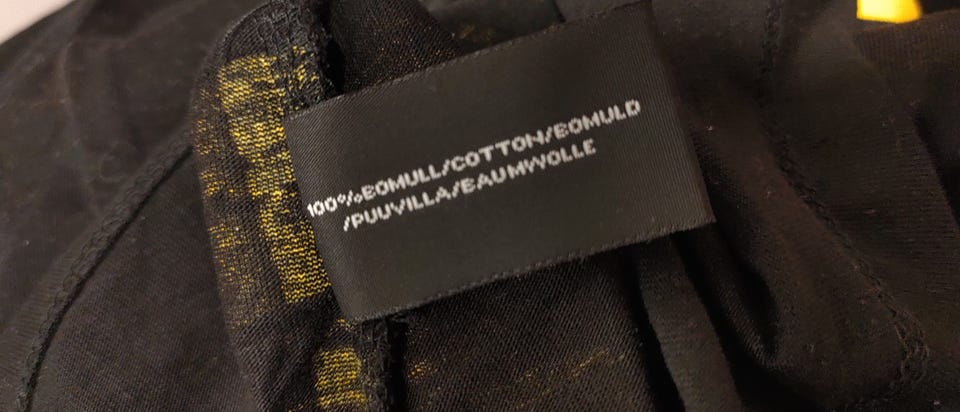 100%BOMULL/COTTON/BOMULD
/PUUVILLA/BAUMWOLLE